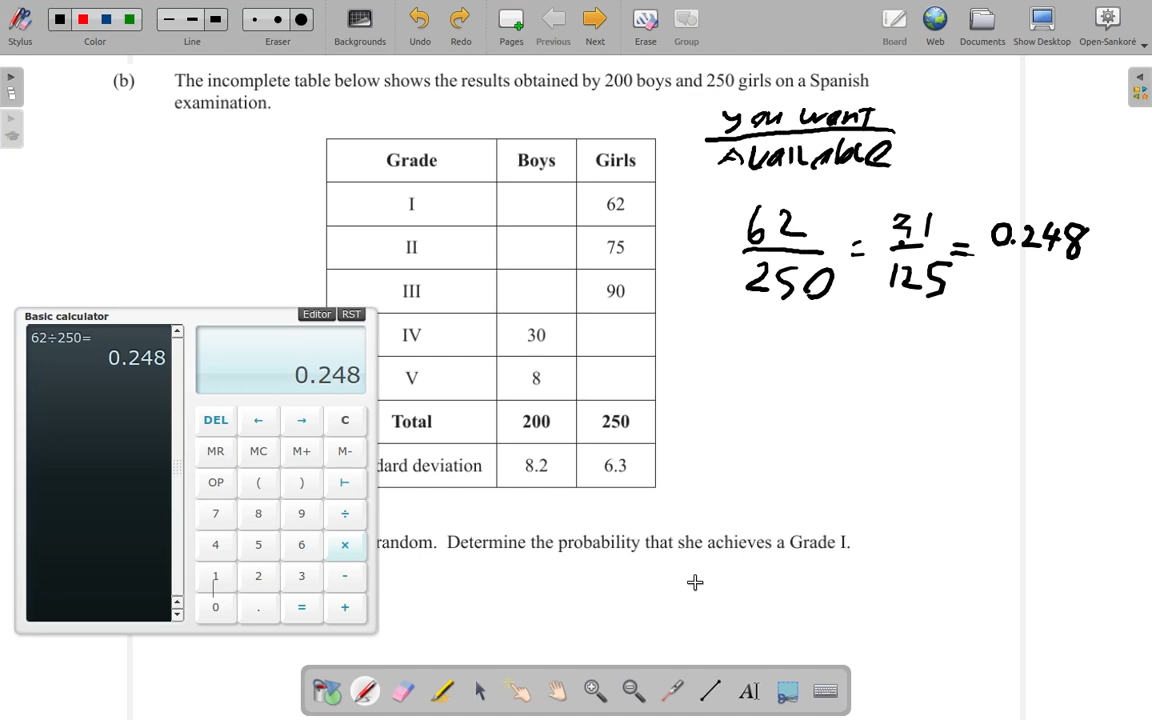 Stylus
Color
Line
Eraser
Backgrounds
Undo
Redo
Pages
Previous
Next
Erase
Group
Board
Web
Documents
Show Desktop
Open-Sankoré
(b) The incomplete table below shows the results obtained by 200 boys and 250 girls on a Spanish
examination.
you want
Available
Grade Boys Girls
I 62
II 75
III 90
IV 30
V 8
Total 200 250
dard deviation 8.2 6.3
62/250 = 31/125 = 0.248
Basic calculator Editor RST
62÷250=
0.248
0.248
DEL ← → C
MR MC M+ M-
OP ( ) ⊢
7 8 9 ÷
4 5 6 ×
1 2 3 -
0 . = +
random. Determine the probability that she achieves a Grade I.
AI